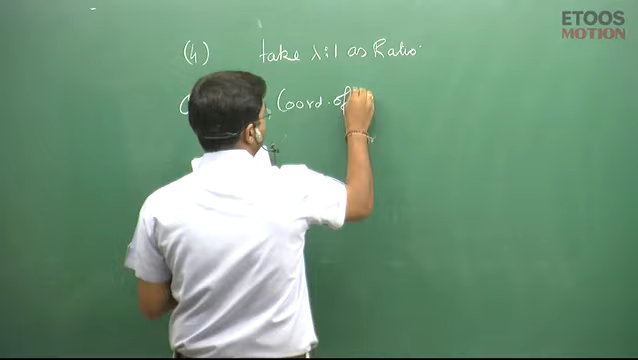 ETOOS
MOTION
(4) take λ:1 as Ratio.
Coord. of